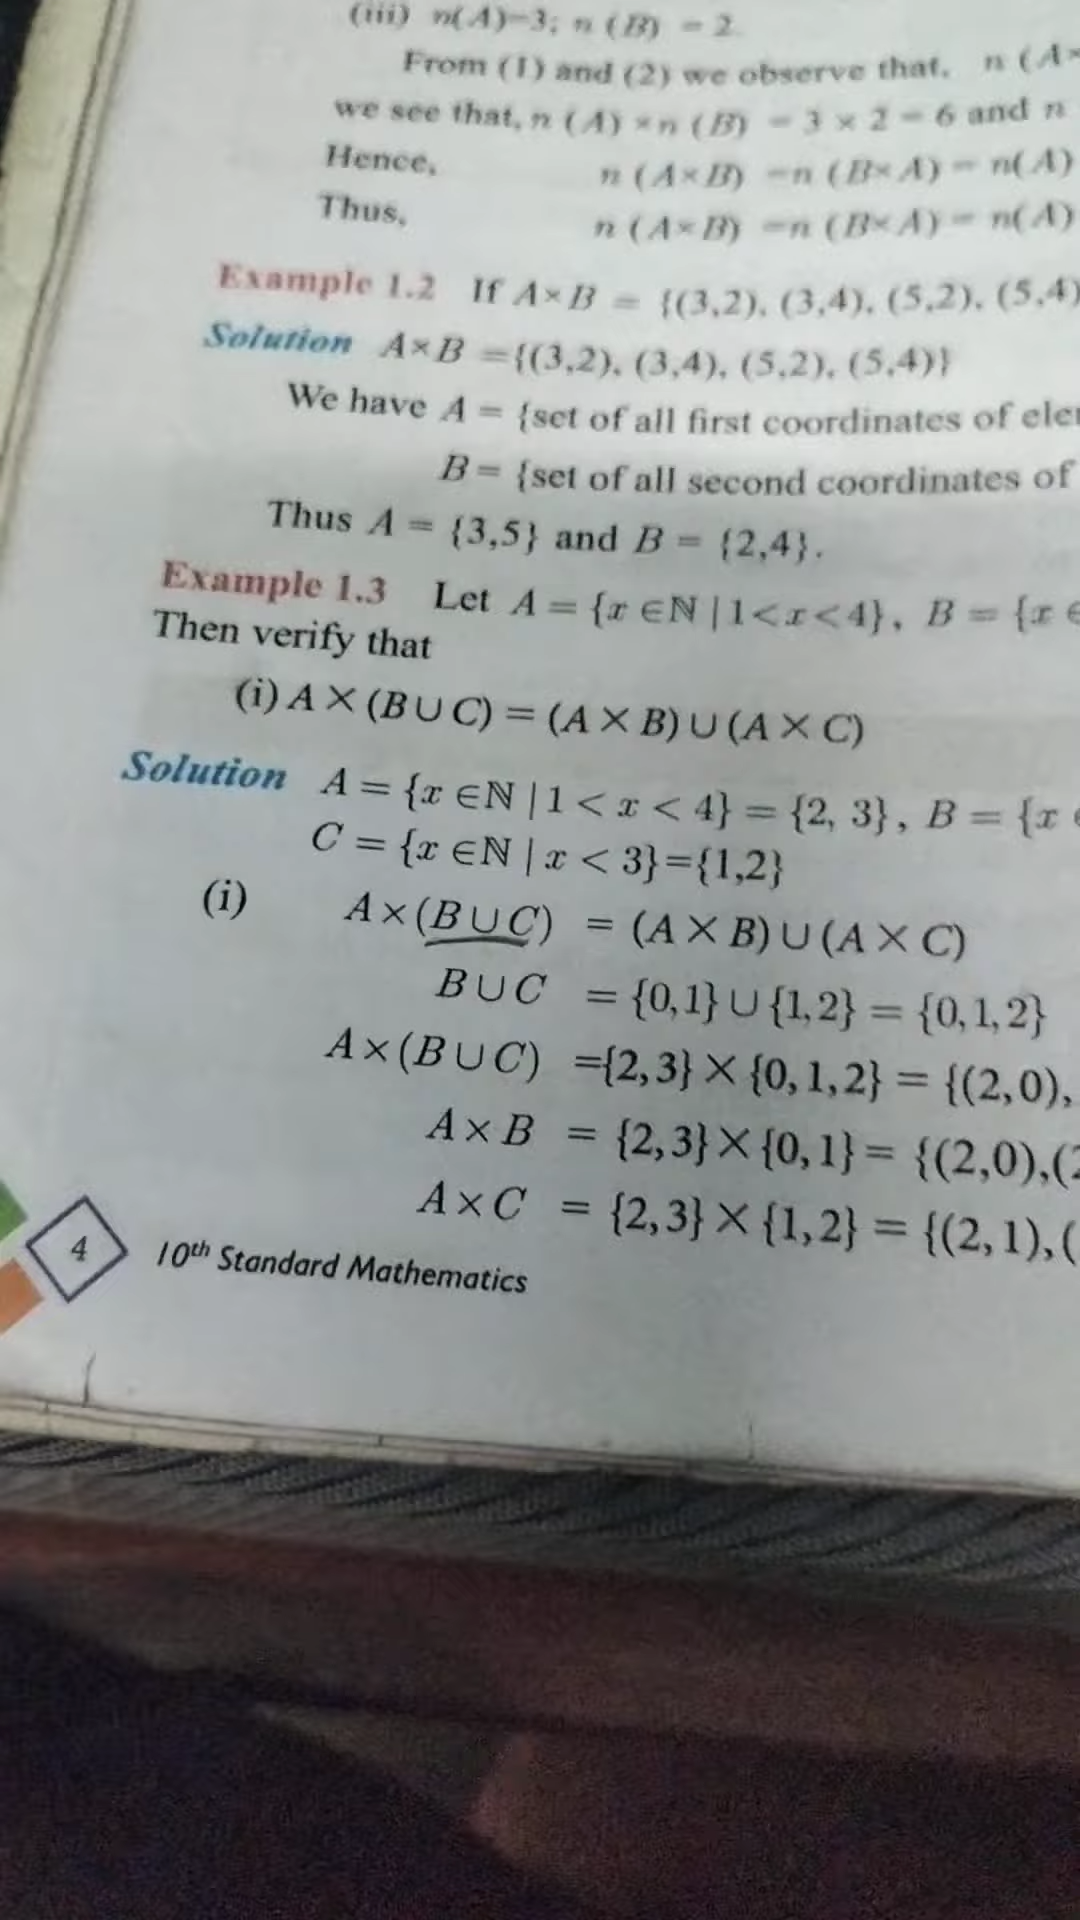 (iii) n(A)=3; n (B) = 2.
From (1) and (2) we observe that, n (A×
we see that, n (A) ×n (B) = 3 × 2 = 6 and n
Hence, n (A×B) =n (B×A) = n(A)
Thus, n (A×B) =n (B×A) = n(A)
Example 1.2 If A×B = {(3,2), (3,4), (5,2), (5,4)
Solution A×B ={(3,2), (3,4), (5,2), (5,4)}
We have A = {set of all first coordinates of
B = {set of all second coordinates of
Thus A = {3,5} and B = {2,4}.
Example 1.3 Let A = {x ∈ℕ | 1<x<4}, B = {x ∈
Then verify that
(i) A × (B∪C) = (A × B) ∪ (A × C)
Solution A = {x ∈ℕ | 1 < x < 4} = {2, 3}, B = {x ∈
C = {x ∈ℕ | x < 3}={1,2}
(i) A×(B∪C) = (A × B) ∪ (A × C)
B∪C = {0,1} ∪ {1,2} = {0,1,2}
A×(B∪C) ={2,3} × {0,1,2} = {(2,0),
A×B = {2,3} × {0,1} = {(2,0),(2
A×C = {2,3} × {1,2} = {(2,1),(
4 10th Standard Mathematics